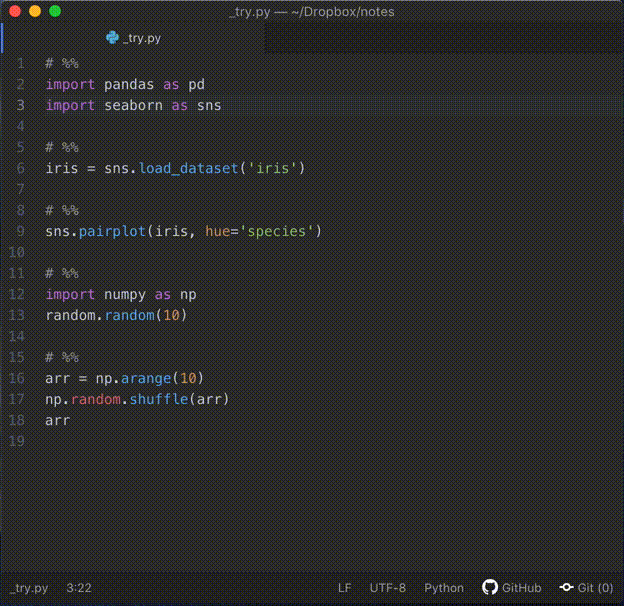 _try.py — ~/Dropbox/notes
_try.py
1 # %%
2 import pandas as pd
3 import seaborn as sns
4
5 # %%
6 iris = sns.load_dataset('iris')
7
8 # %%
9 sns.pairplot(iris, hue='species')
10
11 # %%
12 import numpy as np
13 random.random(10)
14
15 # %%
16 arr = np.arange(10)
17 np.random.shuffle(arr)
18 arr
19
_try.py 3:22 LF UTF-8 Python GitHub Git (0)